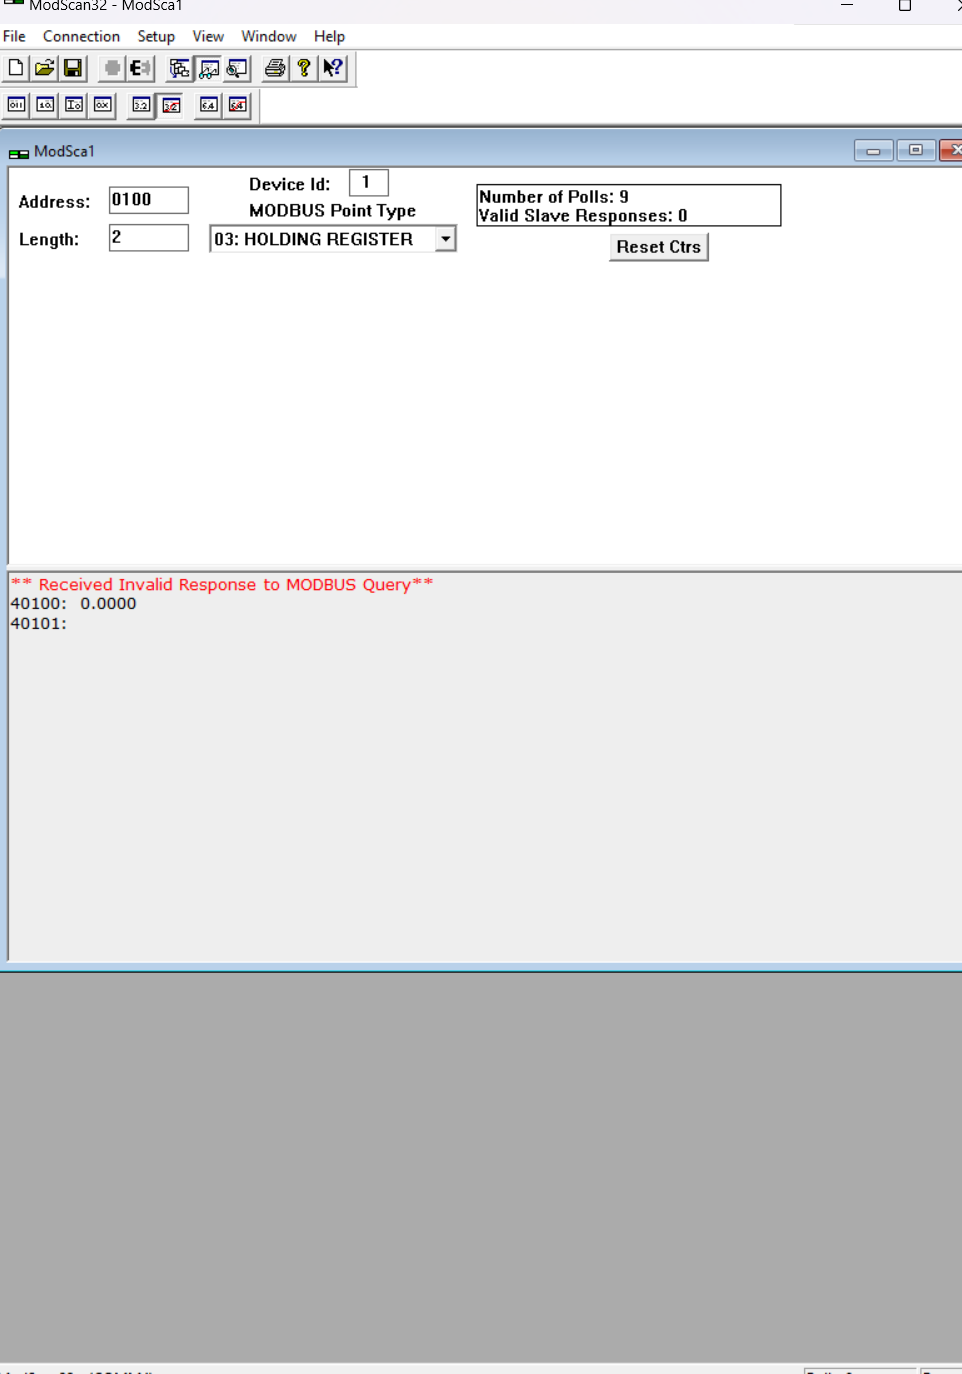 ModScan32 - ModSca1
File Connection Setup View Window Help
ModSca1
Address: 0100
Device Id: 1
MODBUS Point Type
Length: 2
03: HOLDING REGISTER
Number of Polls: 9
Valid Slave Responses: 0
Reset Ctrs
** Received Invalid Response to MODBUS Query**
40100: 0.0000
40101: